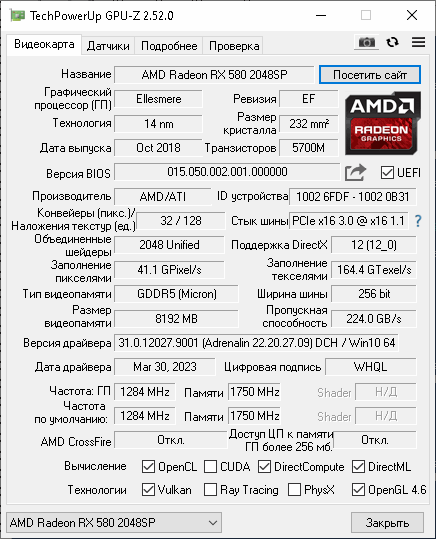 TechPowerUp GPU-Z 2.52.0
Видеокарта Датчики Подробнее Проверка
Название AMD Radeon RX 580 2048SP Посетить сайт
Графический процессор (ГП) Ellesmere Ревизия EF
Технология 14 nm Размер кристалла 232 mm²
Дата выпуска Oct 2018 Транзисторов 5700M
AMD RADEON GRAPHICS
Версия BIOS 015.050.002.001.000000 UEFI
Производитель AMD/ATI ID устройства 1002 6FDF - 1002 0B31
Конвейеры (пикс.)/ Наложения текстур (ед.) 32 / 128 Стык шины PCIe x16 3.0 @ x16 1.1 ?
Объединенные шейдеры 2048 Unified Поддержка DirectX 12 (12_0)
Заполнение пикселями 41.1 GPixel/s Заполнение текселями 164.4 GTexel/s
Тип видеопамяти GDDR5 (Micron) Ширина шины 256 bit
Размер видеопамяти 8192 MB Пропускная способность 224.0 GB/s
Версия драйвера 31.0.12027.9001 (Adrenalin 22.20.27.09) DCH / Win10 64
Дата драйвера Mar 30, 2023 Цифровая подпись WHQL
Частота: ГП 1284 MHz Памяти 1750 MHz Shader Н/Д
Частота по умолчанию: 1284 MHz Памяти 1750 MHz Shader Н/Д
AMD CrossFire Откл. Доступ ЦП к памяти ГП более 256 мб. Откл.
Вычисление OpenCL CUDA DirectCompute DirectML
Технологии Vulkan Ray Tracing PhysX OpenGL 4.6
AMD Radeon RX 580 2048SP Закрыть